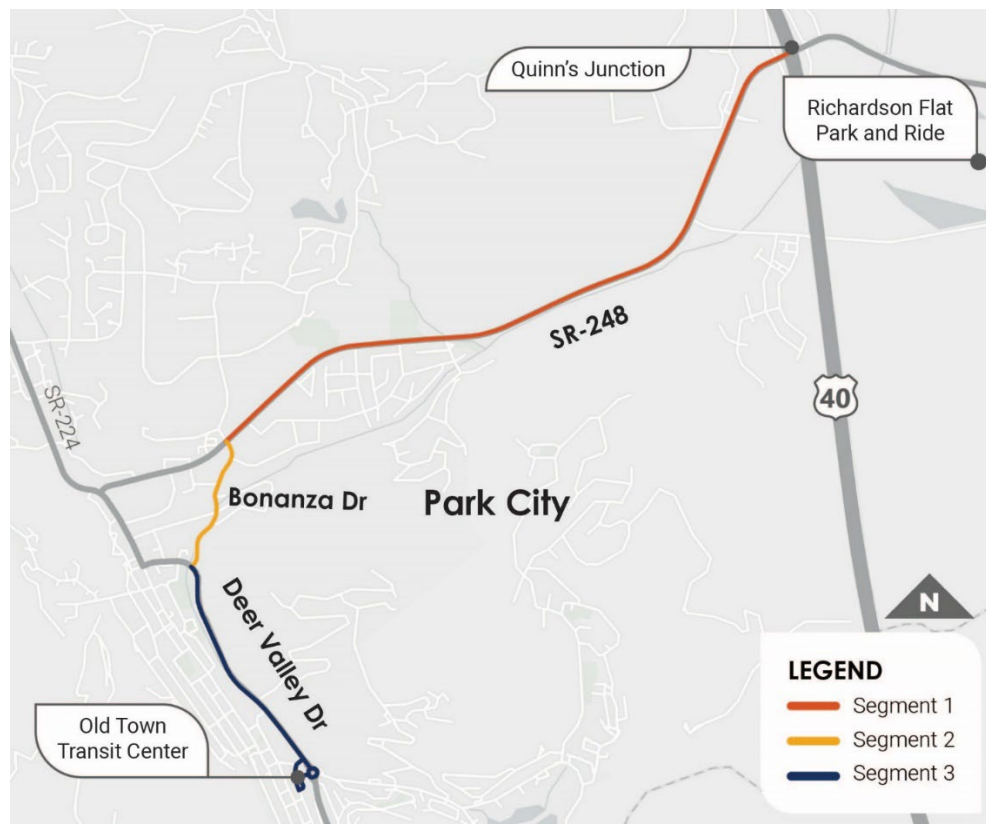 Quinn's Junction
Richardson Flat
Park and Ride
SR-248
40
SR-224
Bonanza Dr
Park City
Deer Valley Dr
N
Old Town
Transit Center
LEGEND
Segment 1
Segment 2
Segment 3